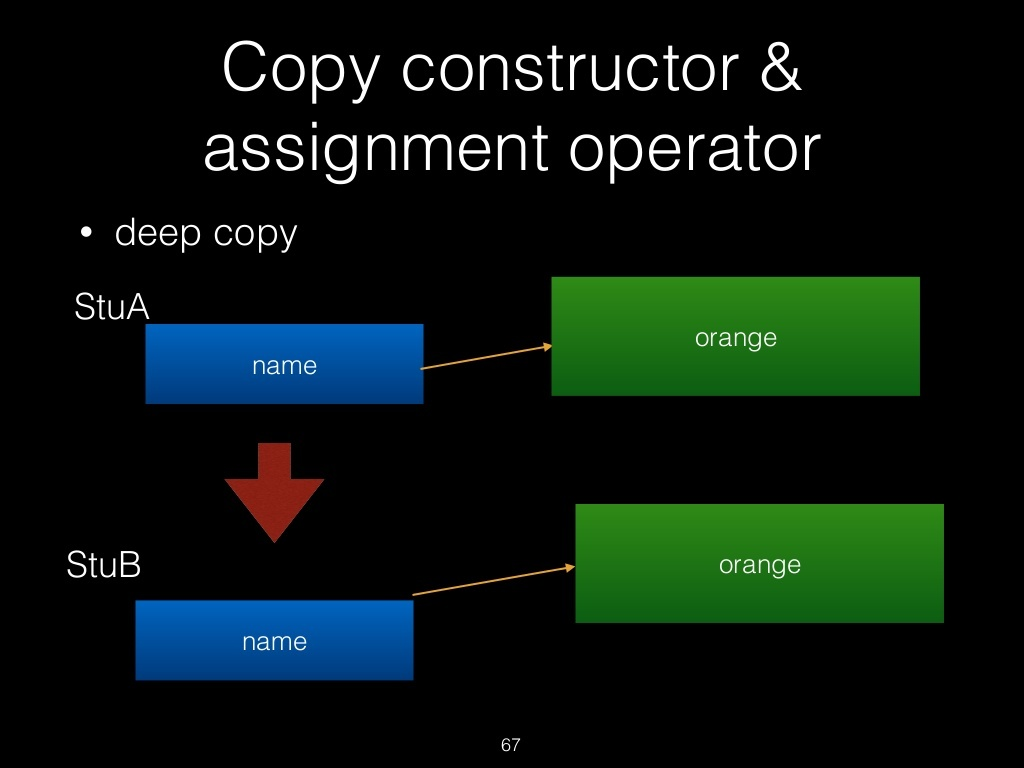 Copy constructor &
assignment operator
• deep copy
StuA
name
orange
StuB
name
orange
67